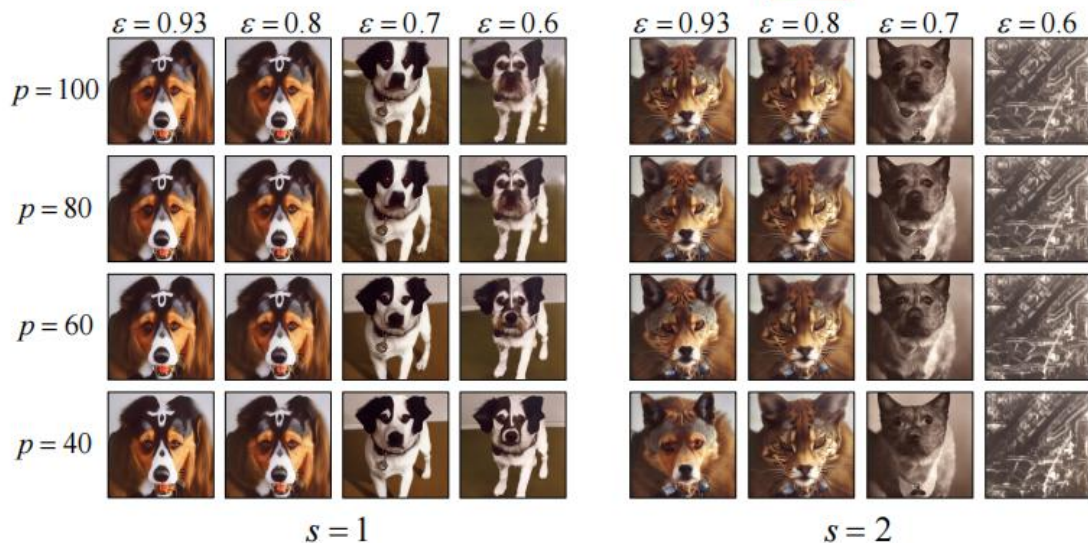 ε = 0.93 ε = 0.8 ε = 0.7 ε = 0.6 ε = 0.93 ε = 0.8 ε = 0.7 ε = 0.6
p = 100
p = 80
p = 60
p = 40
s = 1 s = 2